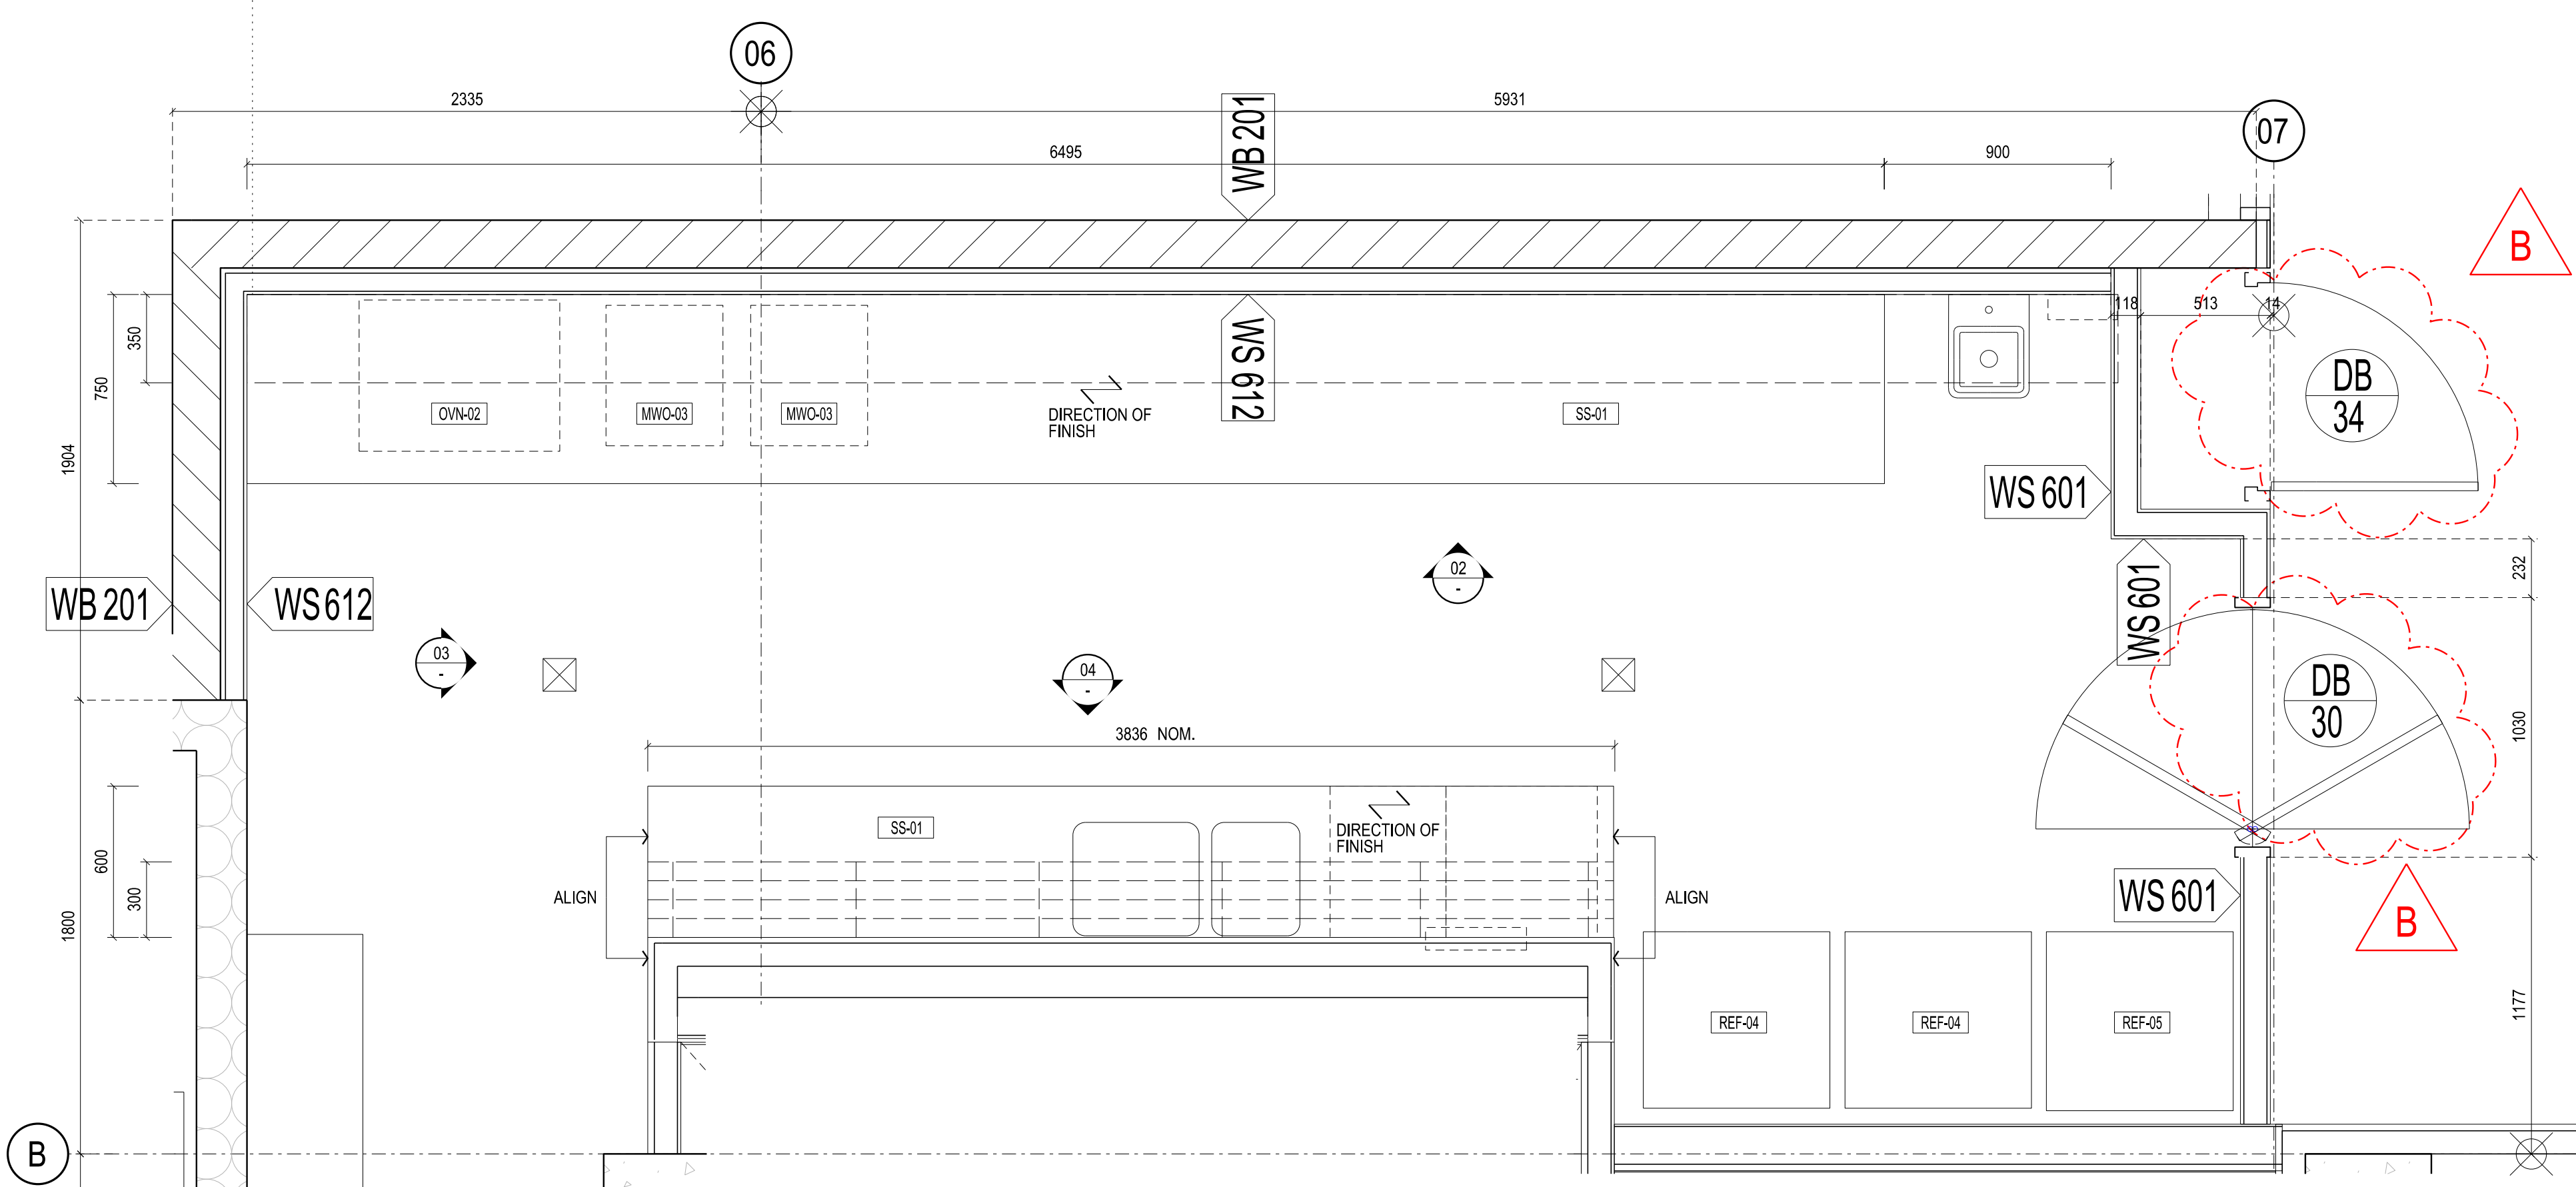 06
2335
5931
WB 201
07
6495
900
B
350
750
118
513
14
WS 612
DB
34
OVN-02
MWO-03
MWO-03
DIRECTION OF
FINISH
SS-01
1904
WS 601
02
-
232
WB 201
WS 612
WS 601
03
-
04
-
DB
30
3836 NOM.
1030
SS-01
DIRECTION OF
FINISH
600
300
ALIGN
ALIGN
WS 601
B
1800
REF-04
REF-04
REF-05
1177
B